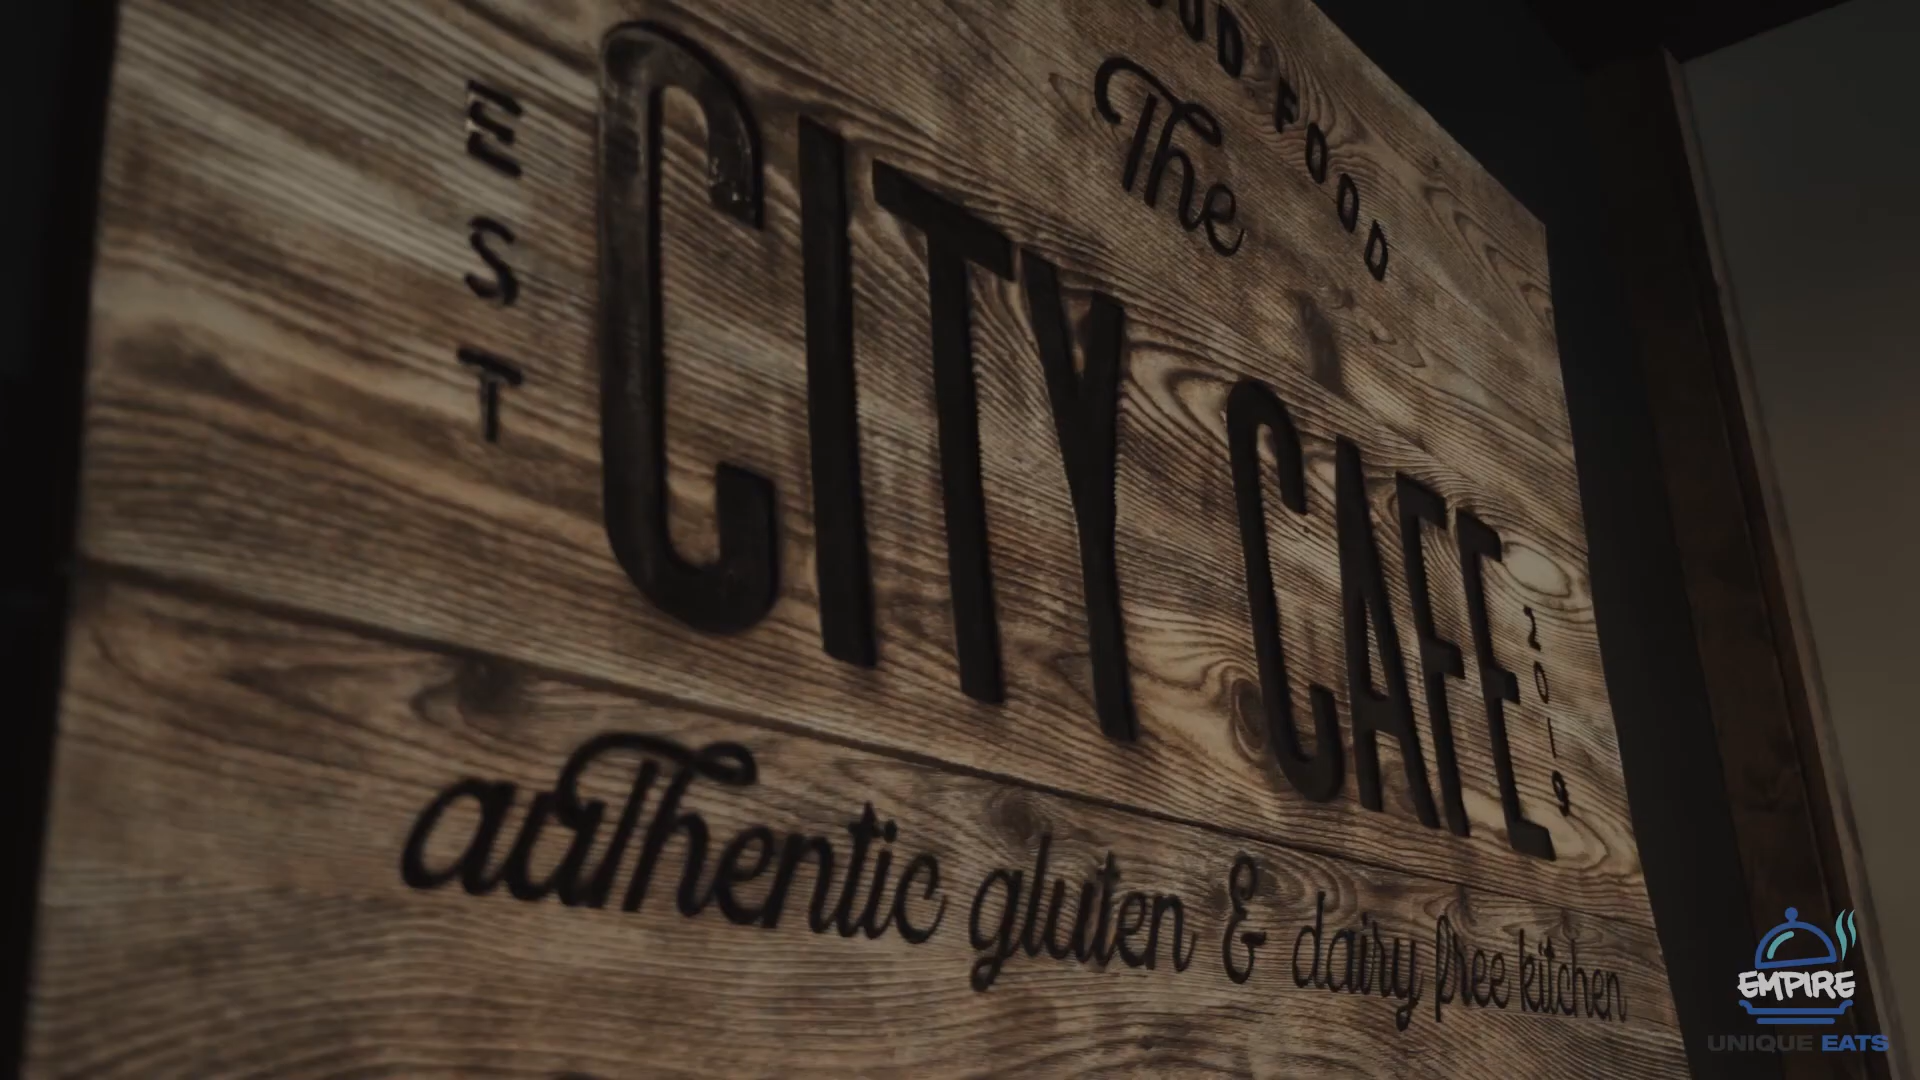 FOOD
The
EST
CITY CAFE
2019
authentic gluten & dairy free kitchen
EMPIRE
UNIQUE EATS